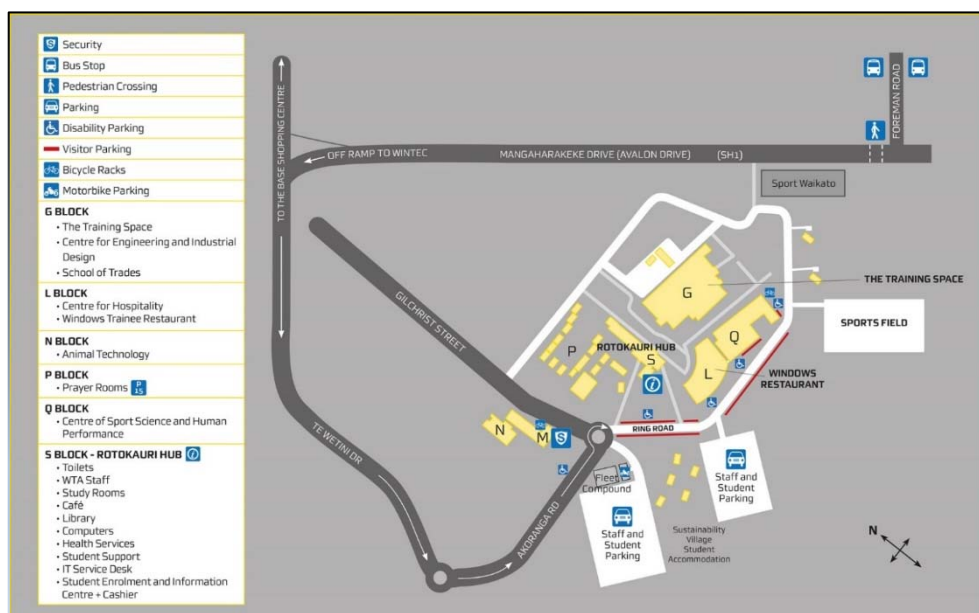 Security
Bus Stop
Pedestrian Crossing
Parking
Disability Parking
Visitor Parking
Bicycle Racks
Motorbike Parking
G BLOCK
• The Training Space
• Centre for Engineering and Industrial
Design
• School of Trades
L BLOCK
• Centre for Hospitality
• Windows Trainee Restaurant
N BLOCK
• Animal Technology
P BLOCK
• Prayer Rooms P 15
Q BLOCK
• Centre of Sport Science and Human
Performance
S BLOCK - ROTOKAURI HUB i
• Toilets
• WTA Staff
• Study Rooms
• Café
• Library
• Computers
• Health Services
• Student Support
• IT Service Desk
• Student Enrolment and Information
Centre + Cashier
TO THE BASE SHOPPING CENTRE
OFF RAMP TO WINTEC
MANGAHARAKEKE DRIVE (AVALON DRIVE) (SH1)
FOREMAN ROAD
Sport Waikato
GILCHRIST STREET
G
THE TRAINING SPACE
SPORTS FIELD
P
ROTOKAURI HUB
S
i
Q
L
WINDOWS
RESTAURANT
N
M
S
RING ROAD
TE WETINI DR
AKORANGA RD
Fleet
Compound
Staff and
Student
Parking
Staff and
Student
Parking
Sustainability
Village
Student
Accommodation
N